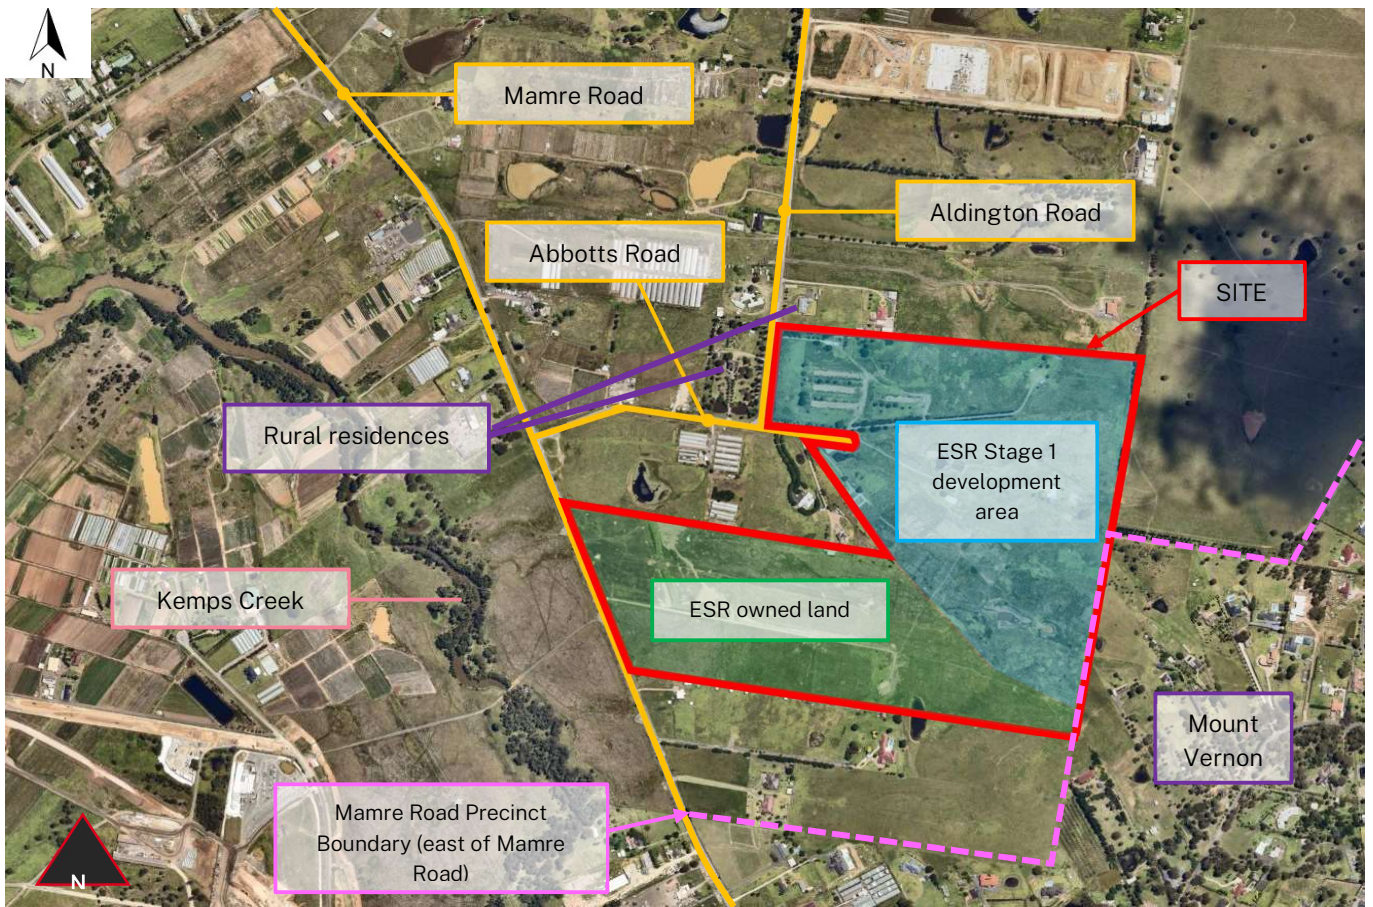 N
Mamre Road
Aldington Road
Abbotts Road
SITE
Rural residences
ESR Stage 1
development
area
Kemps Creek
ESR owned land
Mount
Vernon
Mamre Road Precinct
Boundary (east of Mamre
Road)
N